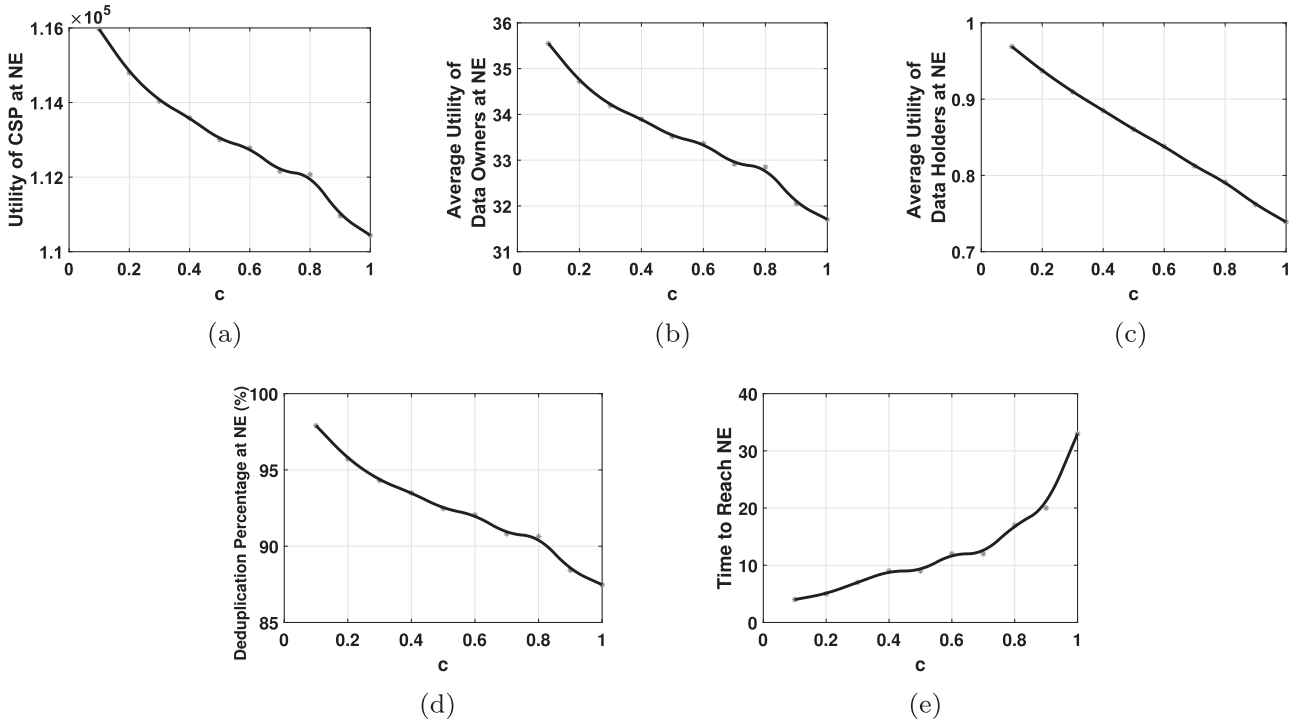 ×10⁵
Utility of CSP at NE
1.16
1.14
1.12
1.1
0 0.2 0.4 0.6 0.8 1
c
(a)
Average Utility of
Data Owners at NE
36
35
34
33
32
31
0 0.2 0.4 0.6 0.8 1
c
(b)
Average Utility of
Data Holders at NE
1
0.9
0.8
0.7
0 0.2 0.4 0.6 0.8 1
c
(c)
Deduplication Percentage at NE (%)
100
95
90
85
0 0.2 0.4 0.6 0.8 1
c
(d)
Time to Reach NE
40
30
20
10
0
0 0.2 0.4 0.6 0.8 1
c
(e)